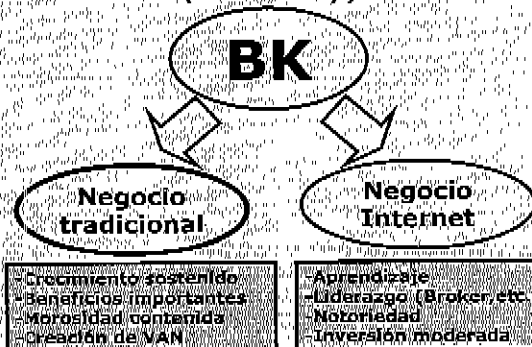 BK
Negocio
tradicional
Negocio
Internet
-Crecimiento sostenido
-Beneficios importantes
-Morosidad contenida
-Creación de VAN
-Aprendizaje
-Liderazgo (Broker,etc
-Notoriedad
-Inversión moderada